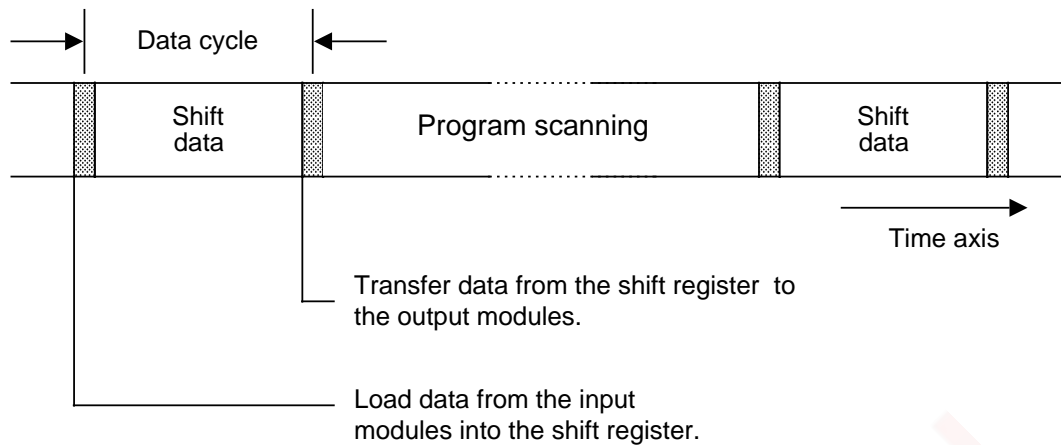 Data cycle
Shift
data
Program scanning
Shift
data
Time axis
Transfer data from the shift register to
the output modules.
Load data from the input
modules into the shift register.